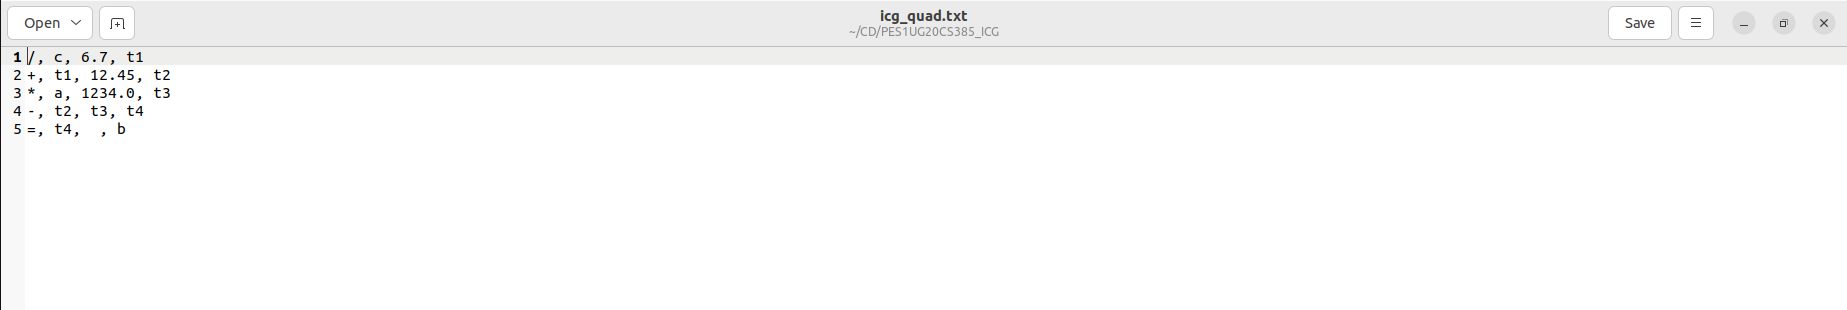 Open
icg_quad.txt
~/CD/PES1UG20CS385_ICG
Save
1 /, c, 6.7, t1
2 +, t1, 12.45, t2
3 *, a, 1234.0, t3
4 -, t2, t3, t4
5 =, t4,  , b